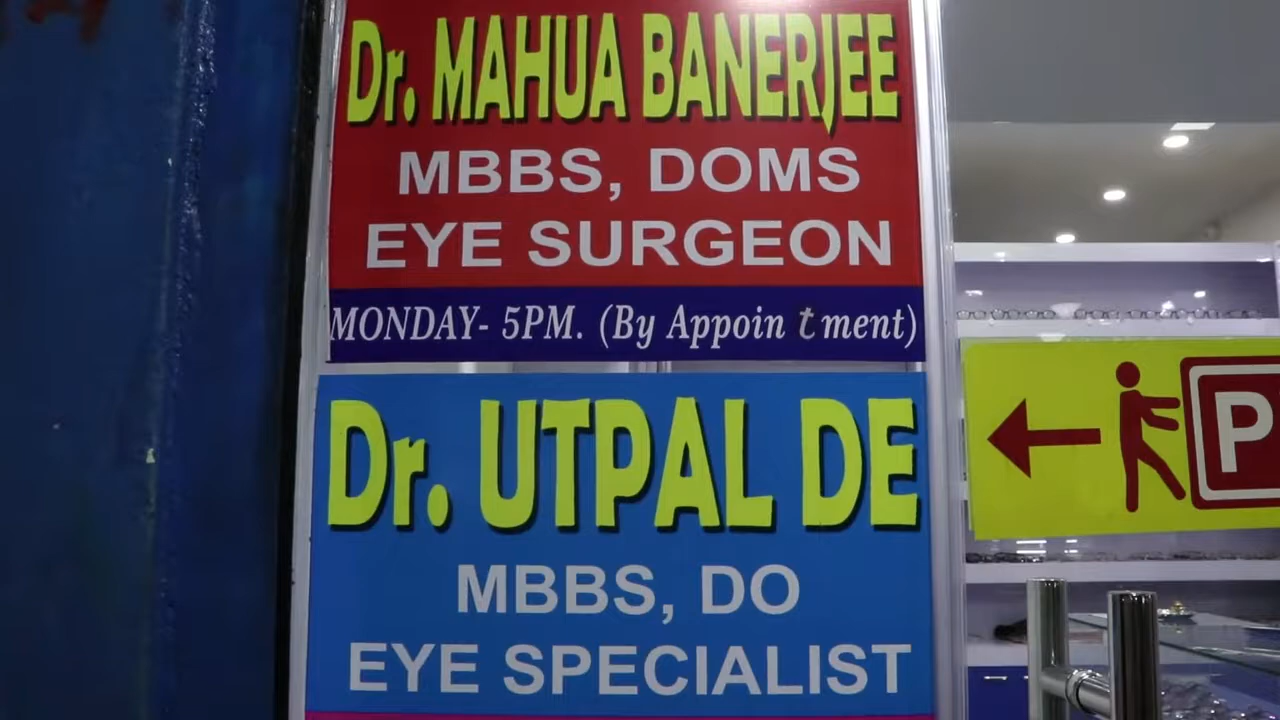 Dr. MAHUA BANERJEE
MBBS, DOMS
EYE SURGEON
MONDAY- 5PM. (By Appointment)
Dr. UTPAL DE
MBBS, DO
EYE SPECIALIST
P